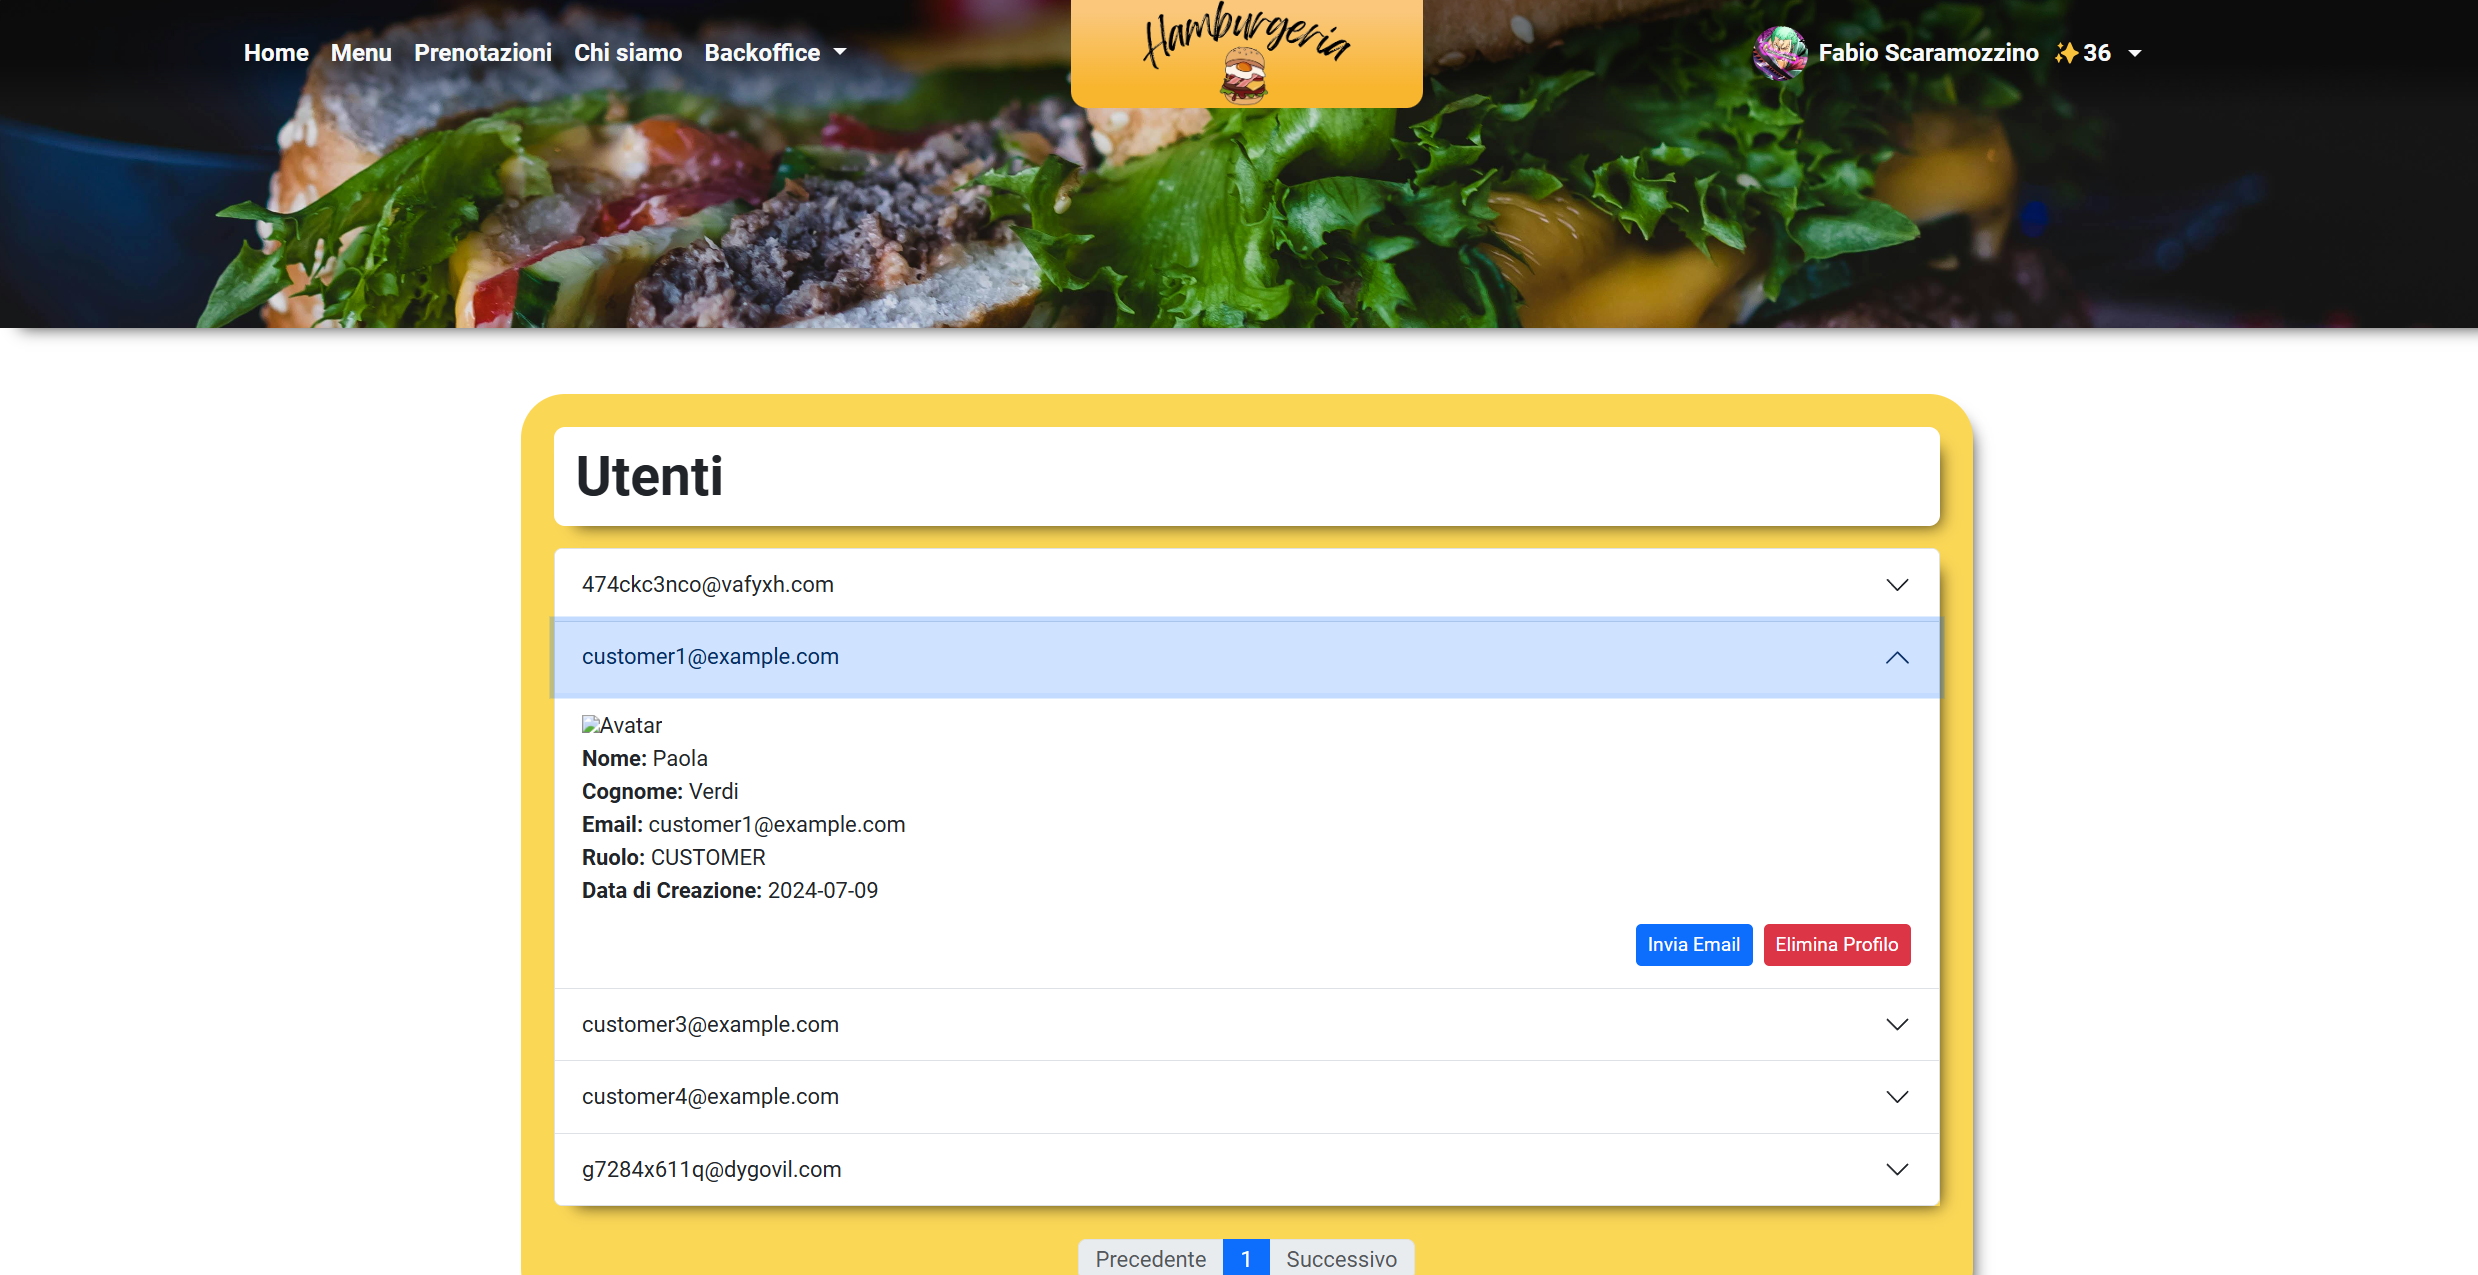 Home Menu Prenotazioni Chi siamo Backoffice
Hamburgeria
Fabio Scaramozzino ✨36
Utenti
474ckc3nco@vafyxh.com
customer1@example.com
Avatar
Nome: Paola
Cognome: Verdi
Email: customer1@example.com
Ruolo: CUSTOMER
Data di Creazione: 2024-07-09
Invia Email Elimina Profilo
customer3@example.com
customer4@example.com
g7284x611q@dygovil.com
Precedente 1 Successivo